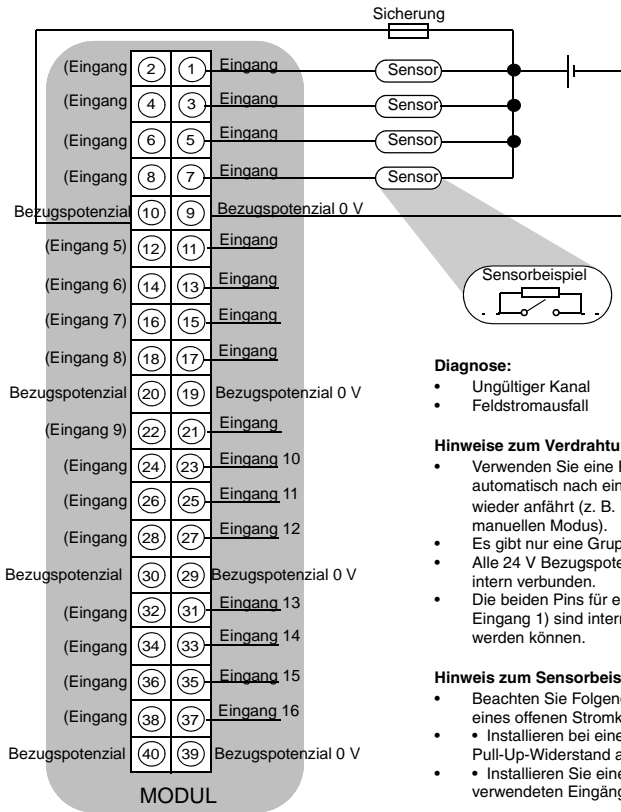 Sicherung
(Eingang 2 1 Eingang Sensor
(Eingang 4 3 Eingang Sensor
(Eingang 6 5 Eingang Sensor
(Eingang 8 7 Eingang Sensor
Bezugspotenzial 10 9 Bezugspotenzial 0 V
(Eingang 5) 12 11 Eingang
(Eingang 6) 14 13 Eingang
(Eingang 7) 16 15 Eingang
(Eingang 8) 18 17 Eingang
Bezugspotenzial 20 19 Bezugspotenzial 0 V
(Eingang 9) 22 21 Eingang
(Eingang 24 23 Eingang 10
(Eingang 26 25 Eingang 11
(Eingang 28 27 Eingang 12
Bezugspotenzial 30 29 Bezugspotenzial 0 V
(Eingang 32 31 Eingang 13
(Eingang 34 33 Eingang 14
(Eingang 36 35 Eingang 15
(Eingang 38 37 Eingang 16
Bezugspotenzial 40 39 Bezugspotenzial 0 V
MODUL
Sensorbeispiel
Diagnose:
• Ungültiger Kanal
• Feldstromausfall
Hinweise zum Verdrahtu
• Verwenden Sie eine
automatisch nach ein
wieder anfährt (z. B.
manuellen Modus).
• Es gibt nur eine Grup
• Alle 24 V Bezugspote
intern verbunden.
• Die beiden Pins für e
Eingang 1) sind intern
werden können.
Hinweis zum Sensorbeis
• Beachten Sie Folgen
eines offenen Stromk
• • Installieren bei eine
Pull-Up-Widerstand a
• • Installieren Sie eine
verwendeten Eingäng